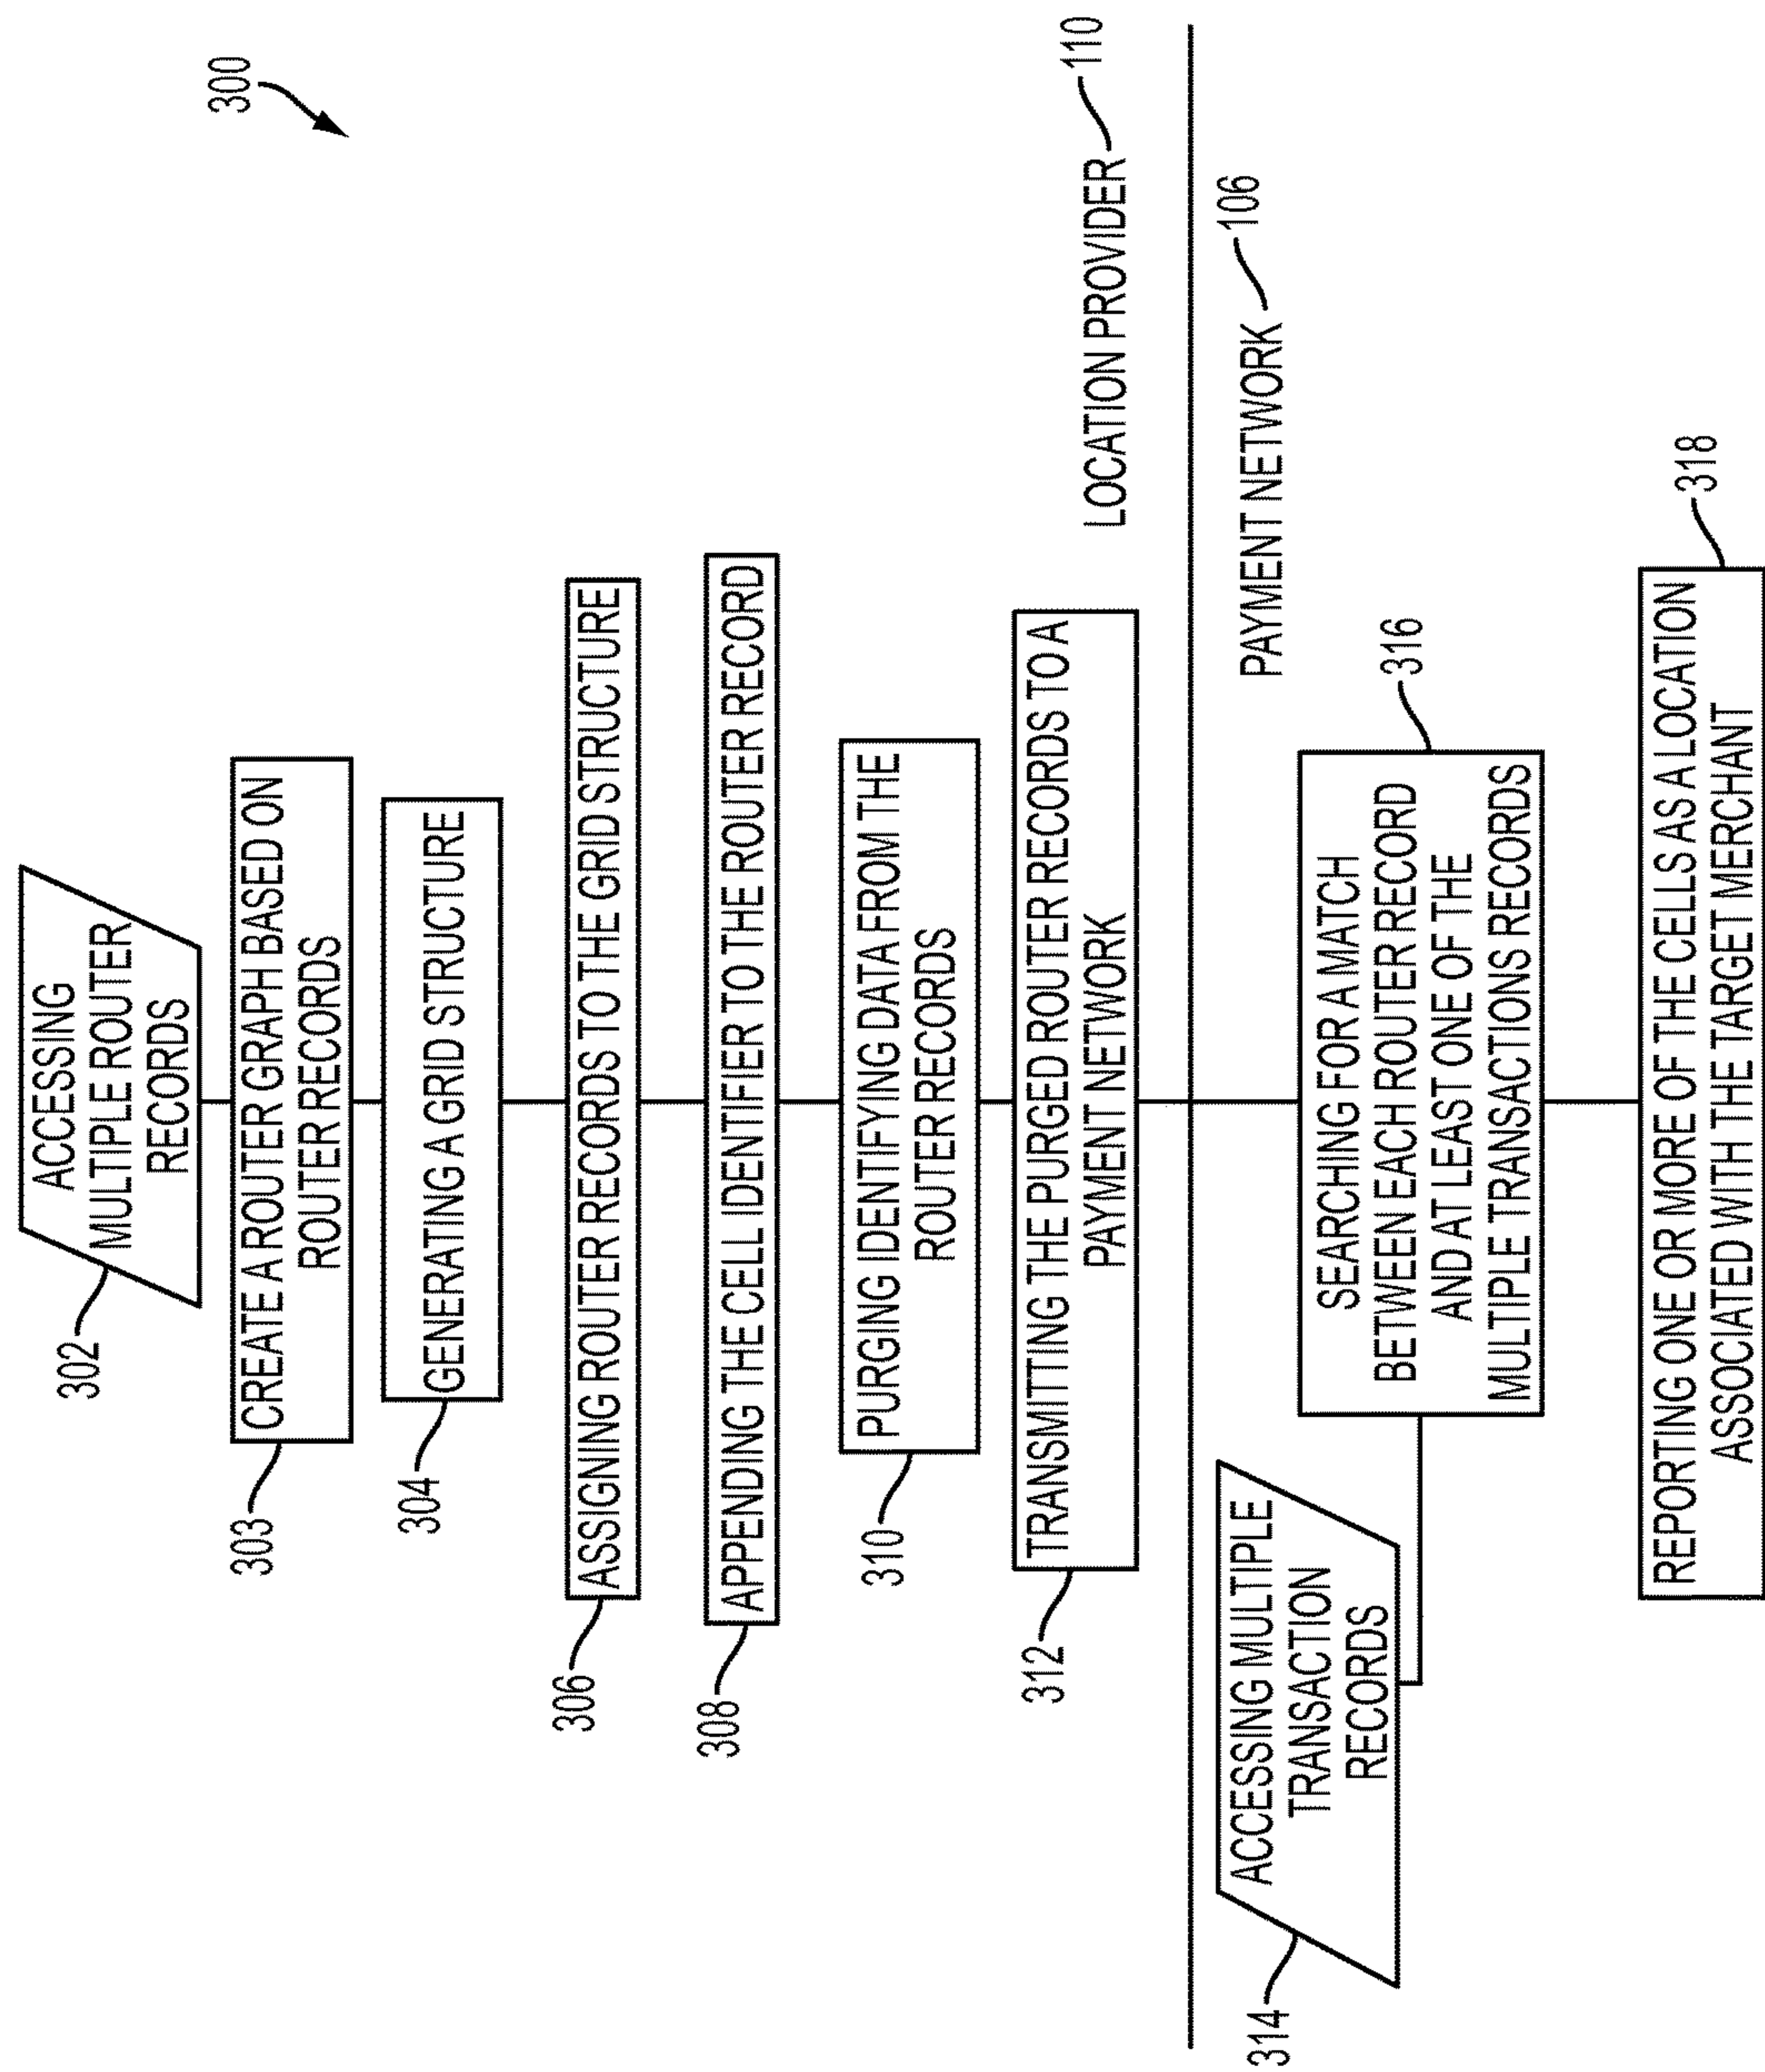 300
302
ACCESSING
MULTIPLE ROUTER
RECORDS
303
CREATE A ROUTER GRAPH BASED ON
ROUTER RECORDS
304
GENERATING A GRID STRUCTURE
306
ASSIGNING ROUTER RECORDS TO THE GRID STRUCTURE
308
APPENDING THE CELL IDENTIFIER TO THE ROUTER RECORD
310
PURGING IDENTIFYING DATA FROM THE
ROUTER RECORDS
312
TRANSMITTING THE PURGED ROUTER RECORDS TO A
PAYMENT NETWORK
LOCATION PROVIDER 110
PAYMENT NETWORK 106
314
ACCESSING MULTIPLE
TRANSACTION
RECORDS
316
SEARCHING FOR A MATCH
BETWEEN EACH ROUTER RECORD
AND AT LEAST ONE OF THE
MULTIPLE TRANSACTIONS RECORDS
318
REPORTING ONE OR MORE OF THE CELLS AS A LOCATION
ASSOCIATED WITH THE TARGET MERCHANT